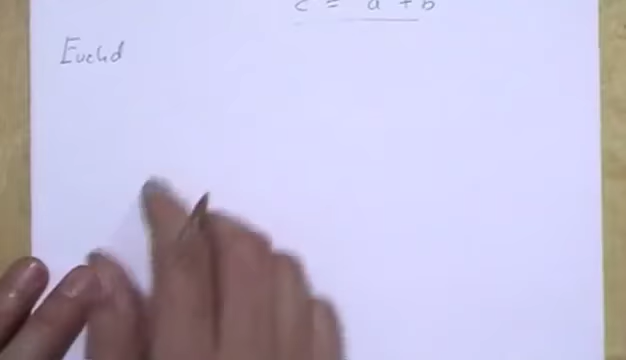 c = a + b
Euclid